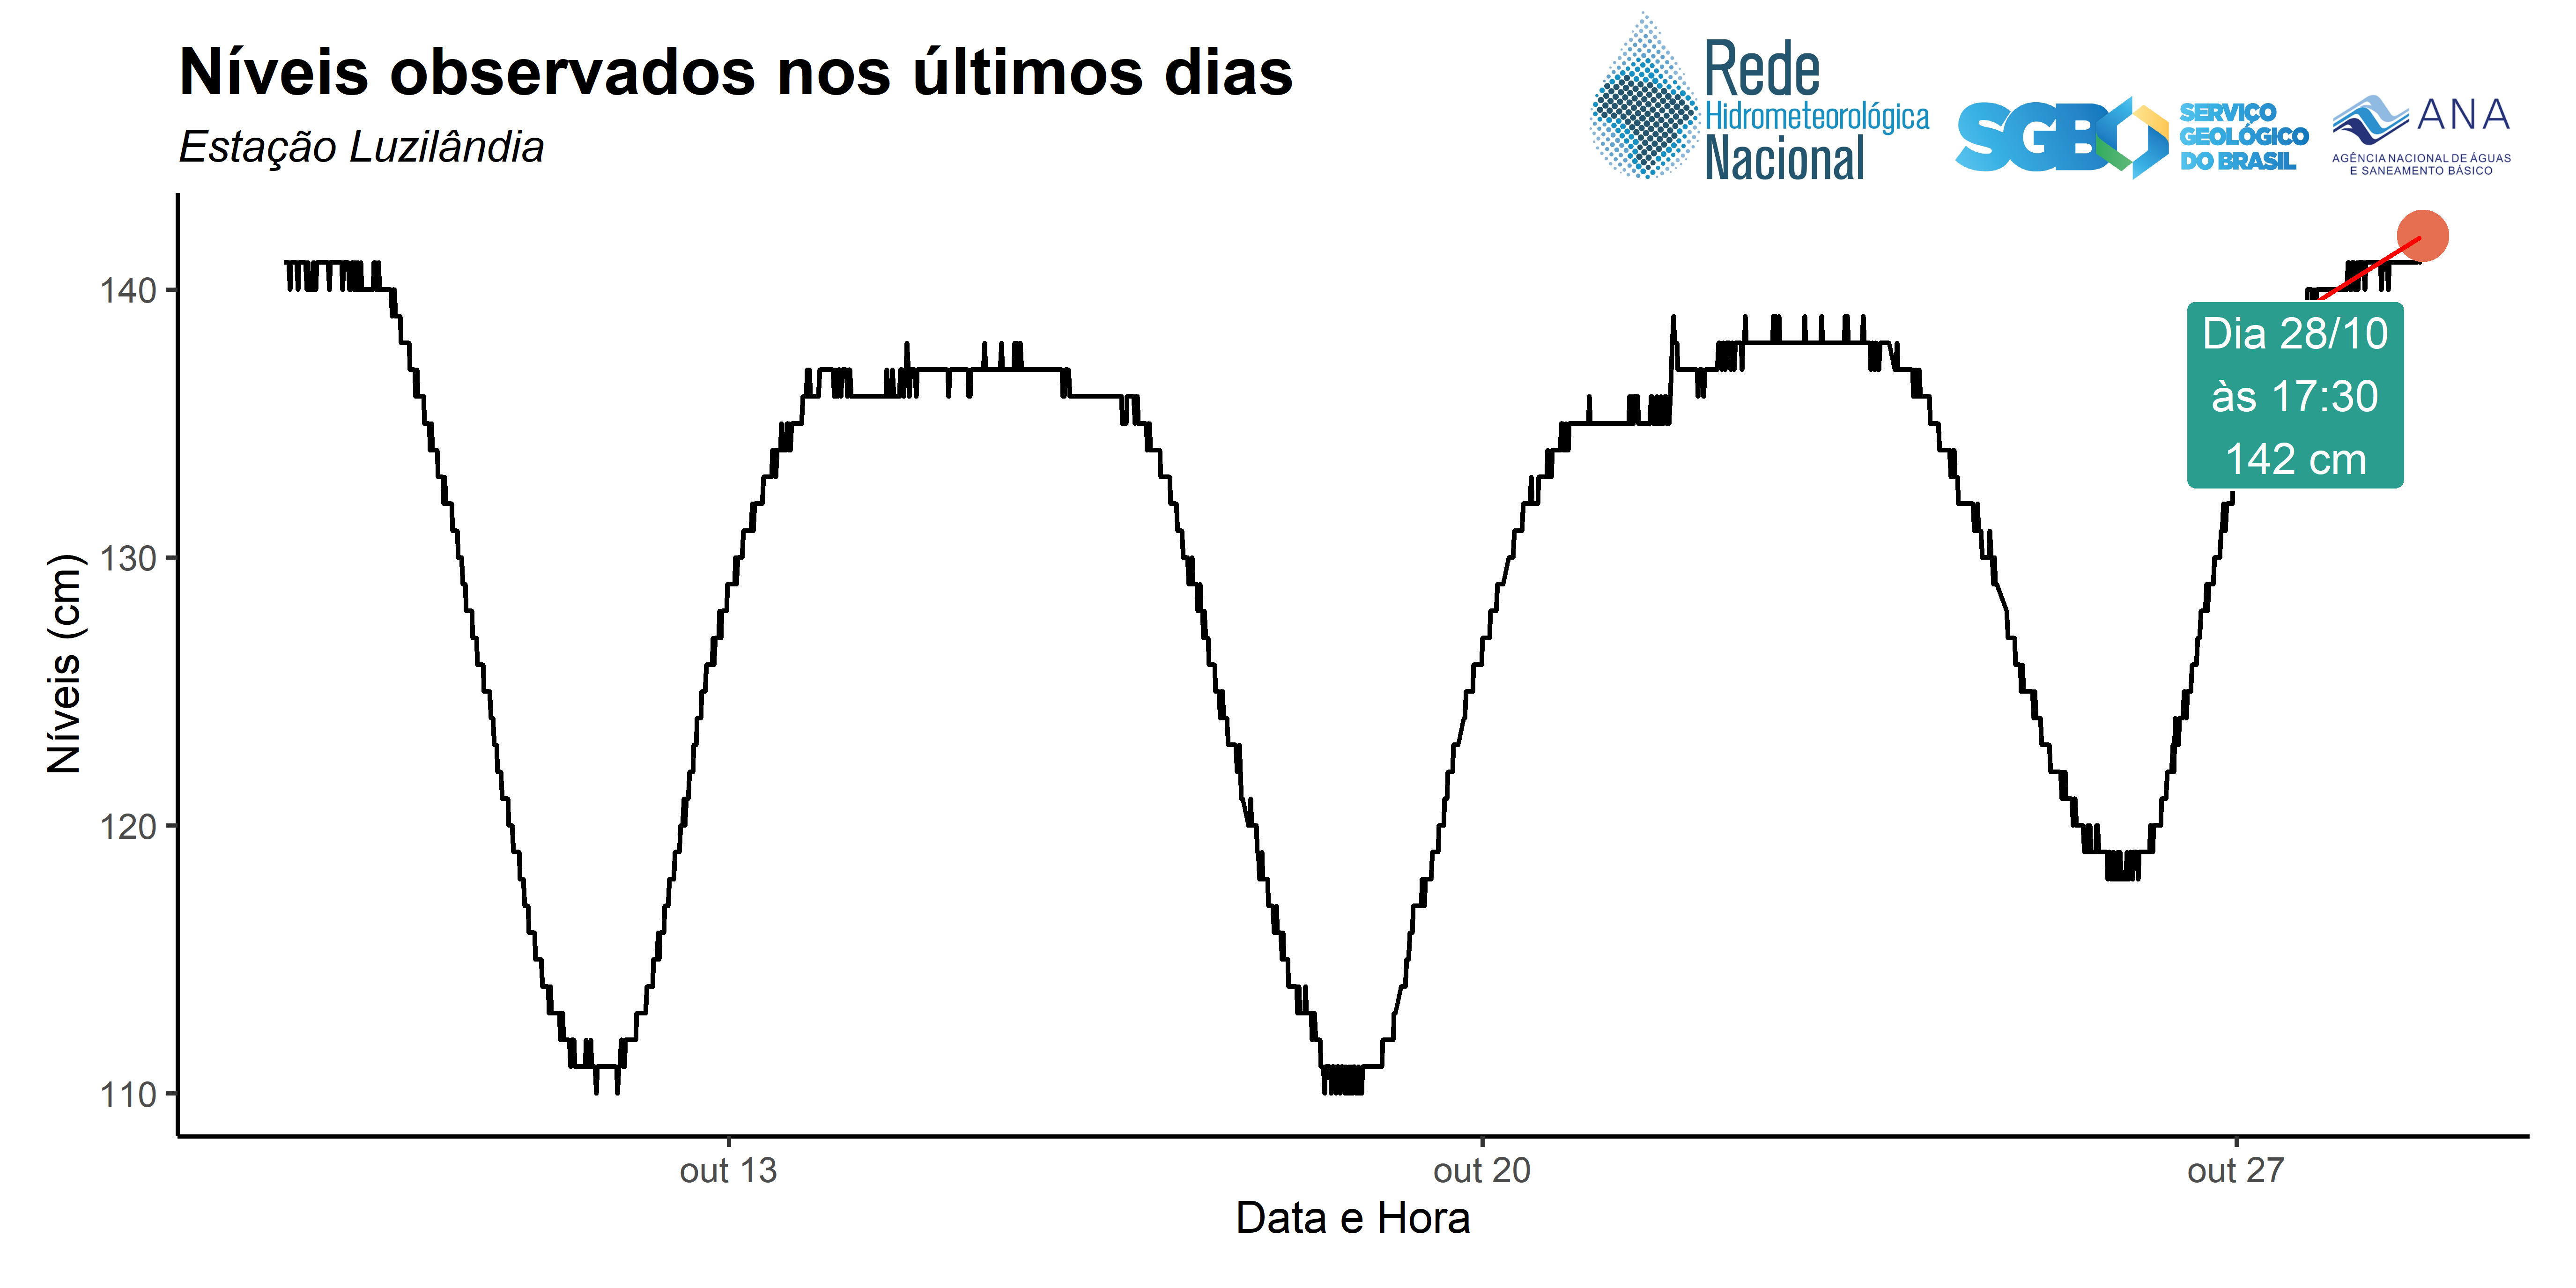 Níveis observados nos últimos dias
Estação Luzilândia
Rede
Hidrometeorológica
Nacional
SGB
SERVIÇO
GEOLÓGICO
DO BRASIL
ANA
AGÊNCIA NACIONAL DE ÁGUAS
E SANEAMENTO BÁSICO
Níveis (cm)
140
130
120
110
Dia 28/10
às 17:30
142 cm
out 13
out 20
out 27
Data e Hora